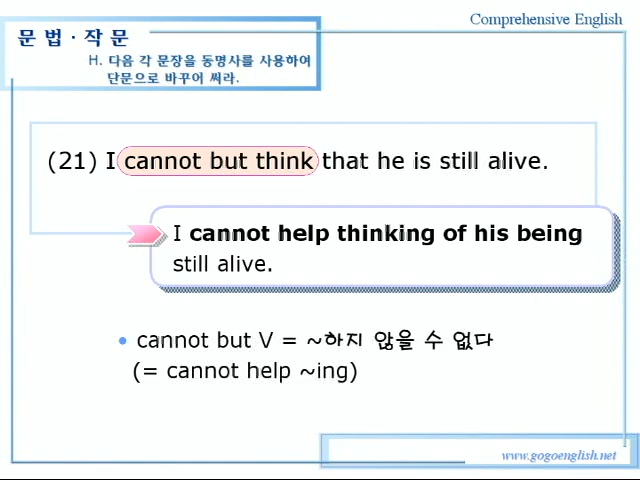 Comprehensive English
문 법 · 작 문
H. 다음 각 문장을 동명사를 사용하여
단문으로 바꾸어 써라.
(21) I cannot but think that he is still alive.
I cannot help thinking of his being
still alive.
• cannot but V = ~하지 않을 수 없다
(= cannot help ~ing)
www.gogoenglish.net